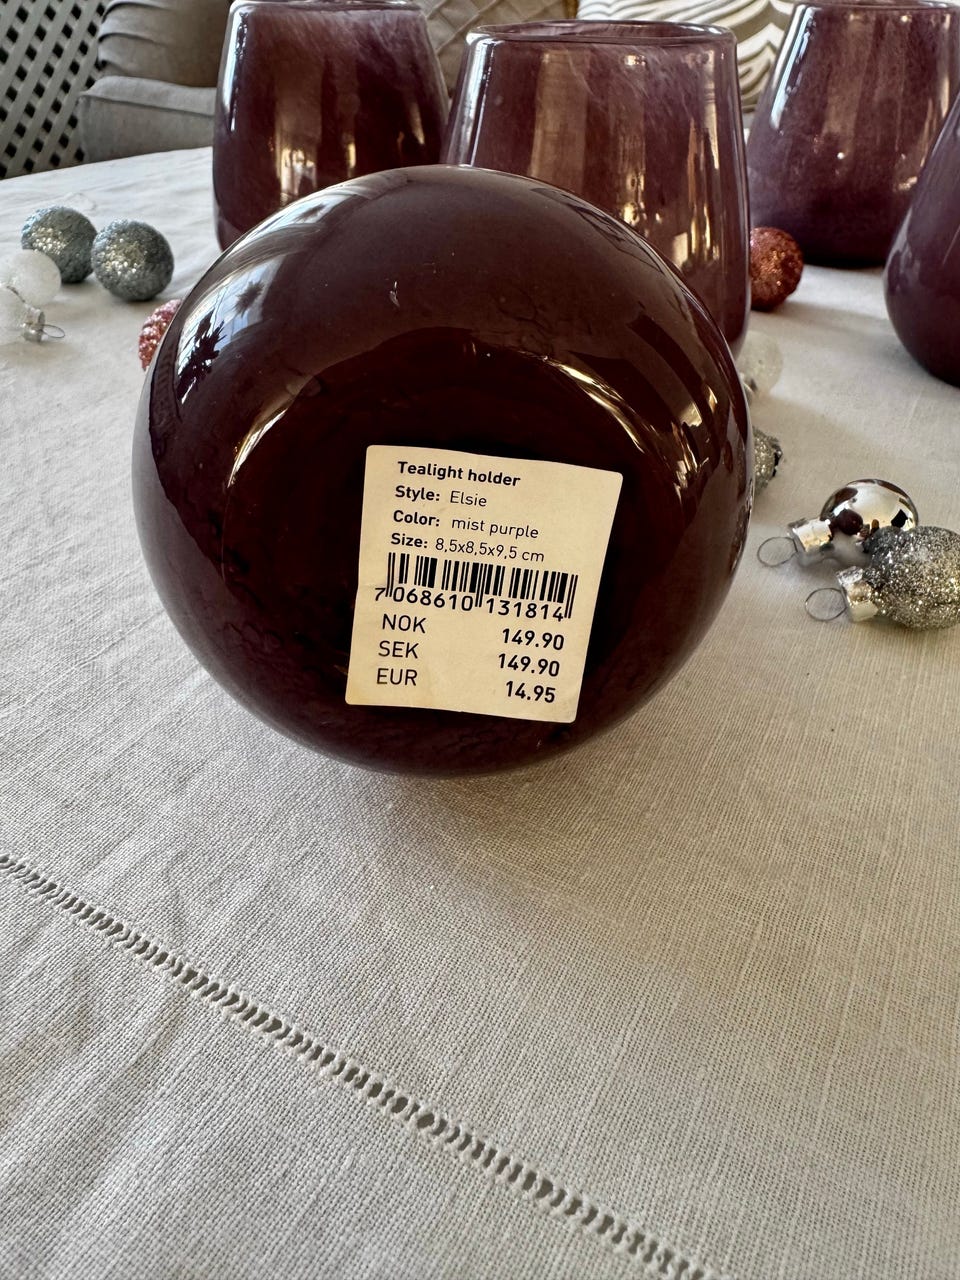 Tealight holder
Style: Elsie
Color: mist purple
Size: 8,5x8,5x9,5 cm
7 068610 131814
NOK 149.90
SEK 149.90
EUR 14.95